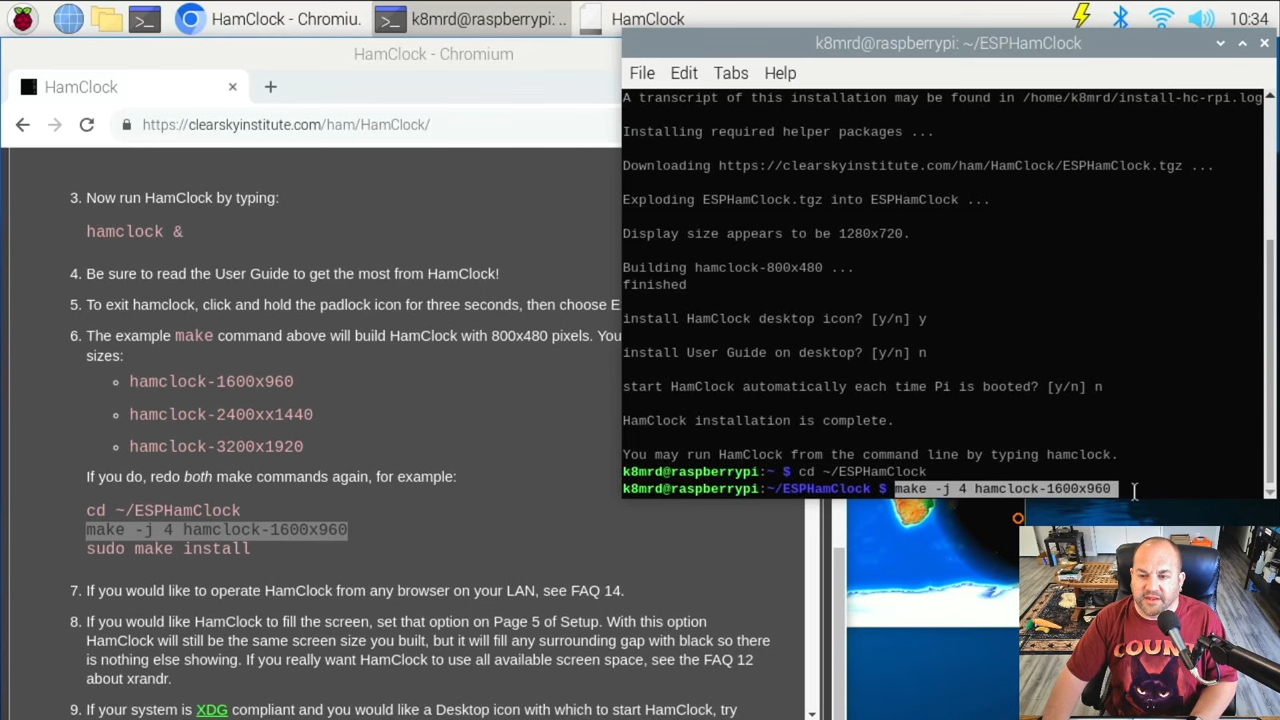 HamClock - Chromiu.
k8mrd@raspberrypi: ..
HamClock
10:34
HamClock - Chromium
HamClock
https://clearskyinstitute.com/ham/HamClock/
3. Now run HamClock by typing:
hamclock &
4. Be sure to read the User Guide to get the most from HamClock!
5. To exit hamclock, click and hold the padlock icon for three seconds, then choose E
6. The example make command above will build HamClock with 800x480 pixels. You
sizes:
hamclock-1600x960
hamclock-2400xx1440
hamclock-3200x1920
If you do, redo both make commands again, for example:
cd ~/ESPHamClock
make -j 4 hamclock-1600x960
sudo make install
7. If you would like to operate HamClock from any browser on your LAN, see FAQ 14.
8. If you would like HamClock to fill the screen, set that option on Page 5 of Setup. With this option
HamClock will still be the same screen size you built, but it will fill any surrounding gap with black so there
is nothing else showing. If you really want HamClock to use all available screen space, see the FAQ 12
about xrandr.
9. If your system is XDG compliant and you would like a Desktop icon with which to start HamClock, try
k8mrd@raspberrypi: ~/ESPHamClock
File Edit Tabs Help
A transcript of this installation may be found in /home/k8mrd/install-hc-rpi.log
Installing required helper packages ...
Downloading https://clearskyinstitute.com/ham/HamClock/ESPHamClock.tgz ...
Exploding ESPHamClock.tgz into ESPHamClock ...
Display size appears to be 1280x720.
Building hamclock-800x480 ...
finished
install HamClock desktop icon? [y/n] y
install User Guide on desktop? [y/n] n
start HamClock automatically each time Pi is booted? [y/n] n
HamClock installation is complete.
You may run HamClock from the command line by typing hamclock.
k8mrd@raspberrypi:~ $ cd ~/ESPHamClock
k8mrd@raspberrypi:~/ESPHamClock $ make -j 4 hamclock-1600x960
COUN